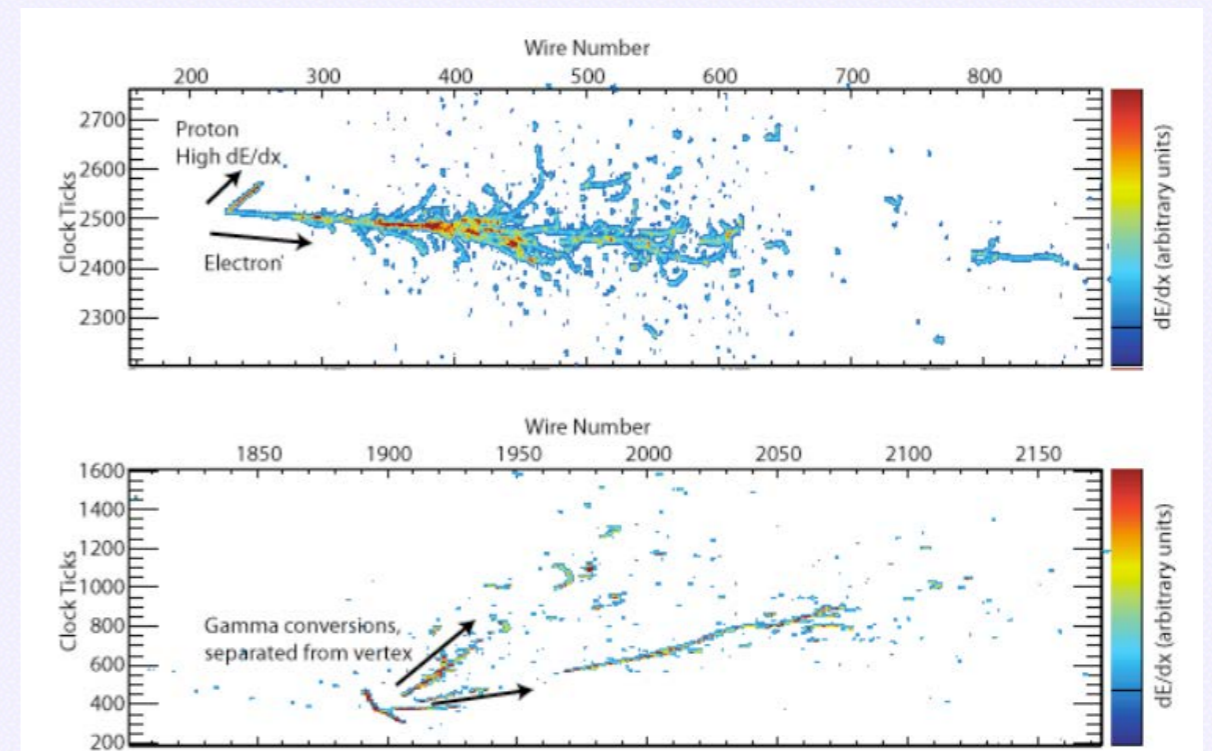 Wire Number
200 300 400 500 600 700 800
2700
2600
2500
2400
2300
Clock Ticks
Proton
High dE/dx
Electron
dE/dx (arbitrary units)
Wire Number
1850 1900 1950 2000 2050 2100 2150
1600
1400
1200
1000
800
600
400
200
Clock Ticks
Gamma conversions,
separated from vertex
dE/dx (arbitrary units)